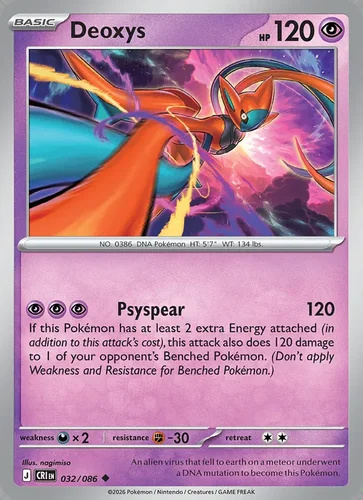 BASIC Deoxys HP 120
NO. 0386 DNA Pokémon HT: 5'7" WT: 134 lbs.
Psyspear 120
If this Pokémon has at least 2 extra Energy attached (in
addition to this attack's cost), this attack also does 120 damage
to 1 of your opponent's Benched Pokémon. (Don't apply
Weakness and Resistance for Benched Pokémon.)
weakness × 2 resistance -30 retreat
Illus. nagimiso
J CRI EN 032/086
An alien virus that fell to earth on a meteor underwent
a DNA mutation to become this Pokémon.
©2026 Pokémon / Nintendo / Creatures / GAME FREAK